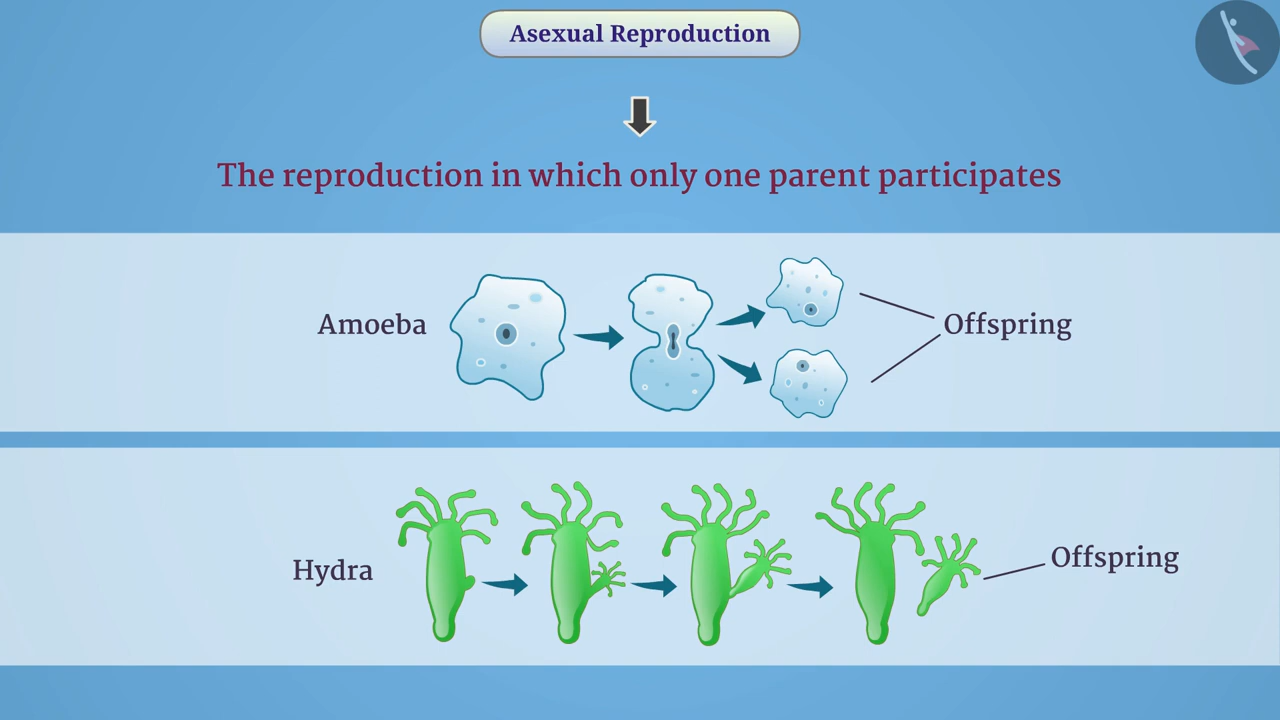 Asexual Reproduction
The reproduction in which only one parent participates
Amoeba
Offspring
Hydra
Offspring